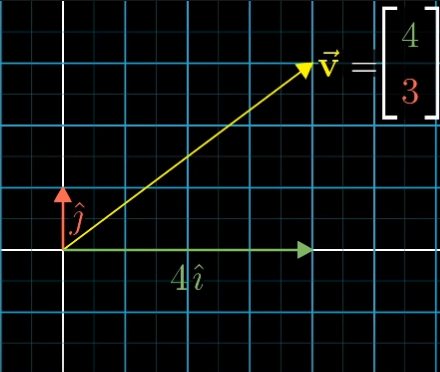 v⃗ = [4
3]
ĵ
4î